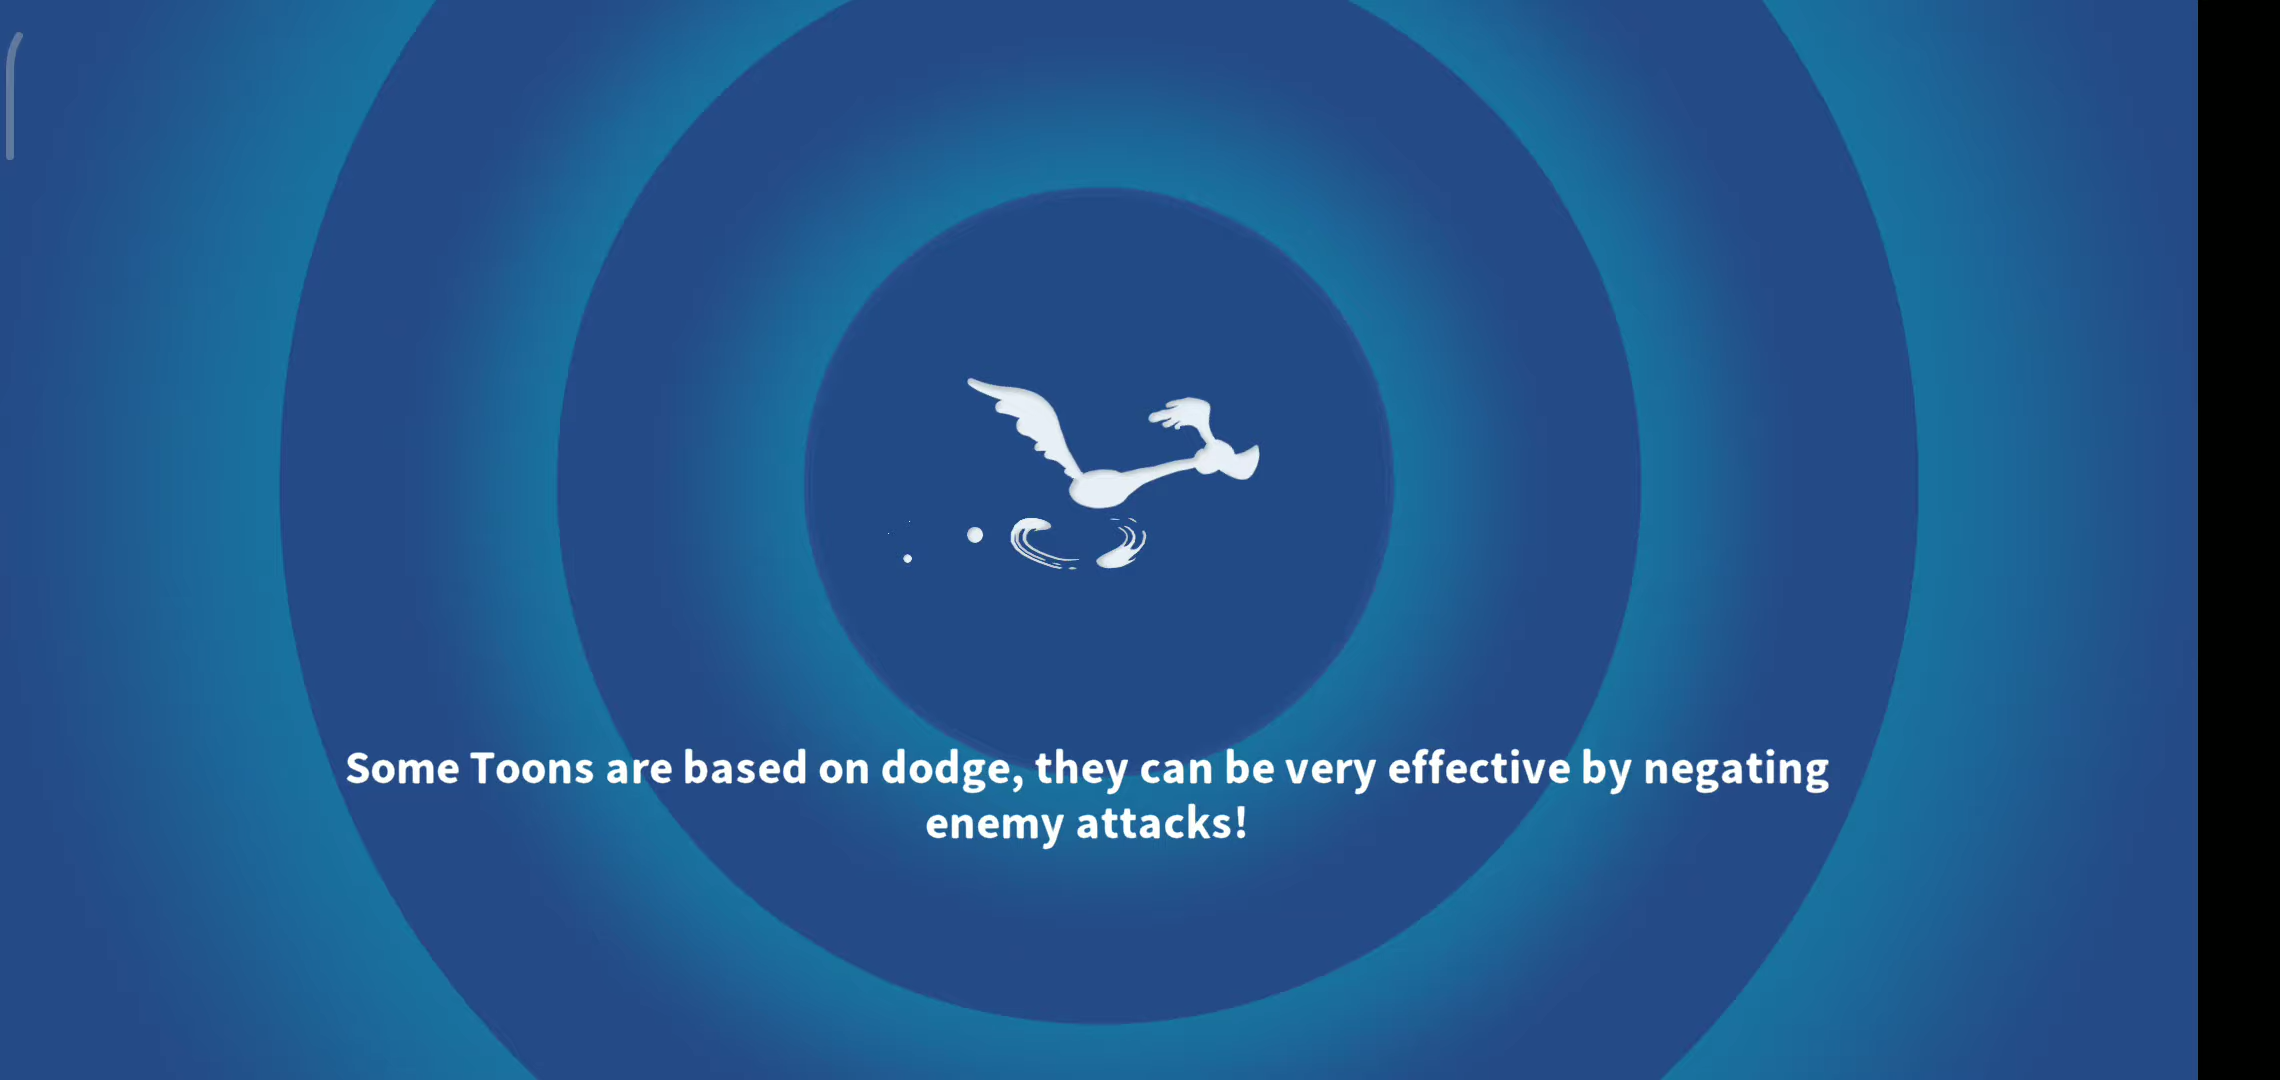 Some Toons are based on dodge, they can be very effective by negating
enemy attacks!